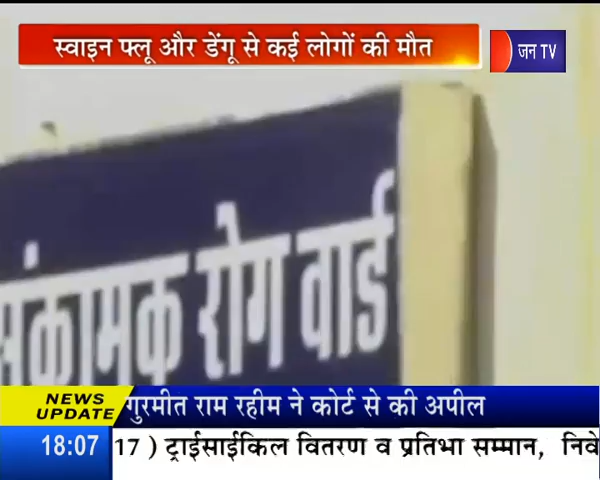 स्वाइन फ्लू और डेंगू से कई लोगों की मौत
जन TV
संक्रामक रोग वार्ड
NEWS UPDATE
गुरमीत राम रहीम ने कोर्ट से की अपील
18:07
17 ) ट्राईसाईकिल वितरण व प्रतिभा सम्मान, निवे